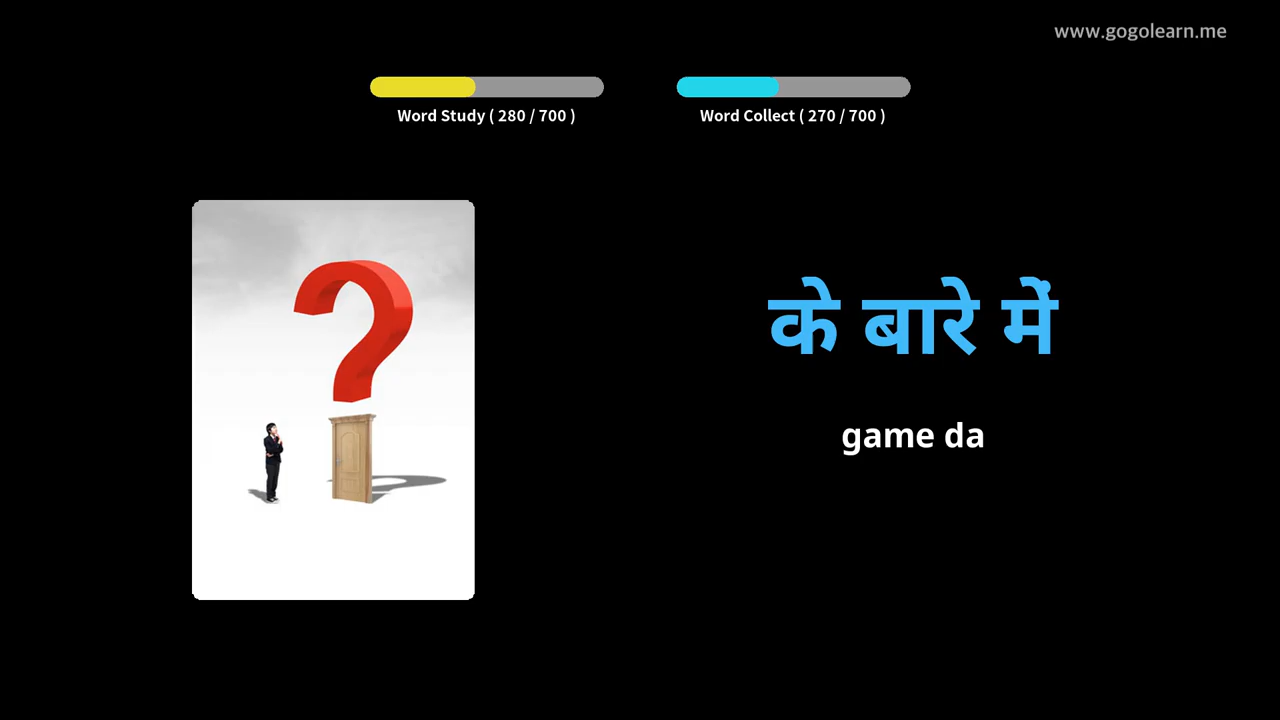 www.gogolearn.me
Word Study ( 280 / 700 )
Word Collect ( 270 / 700 )
के बारे में
game da